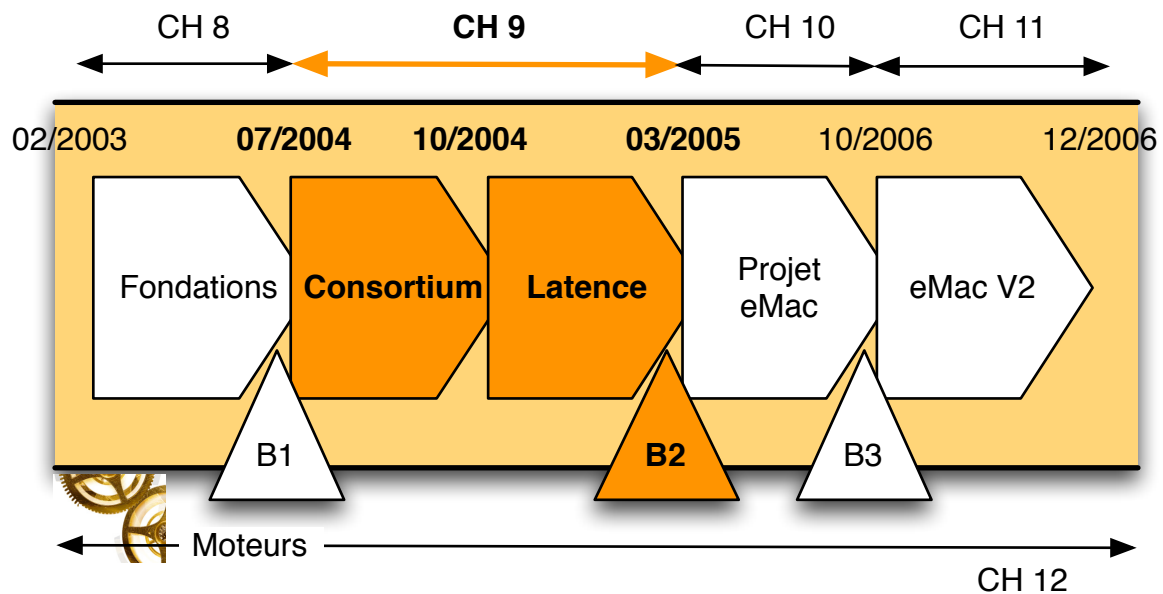 CH 8
CH 9
CH 10
CH 11
02/2003
07/2004
10/2004
03/2005
10/2006
12/2006
Fondations
Consortium
Latence
Projet
eMac
eMac V2
B1
B2
B3
Moteurs
CH 12